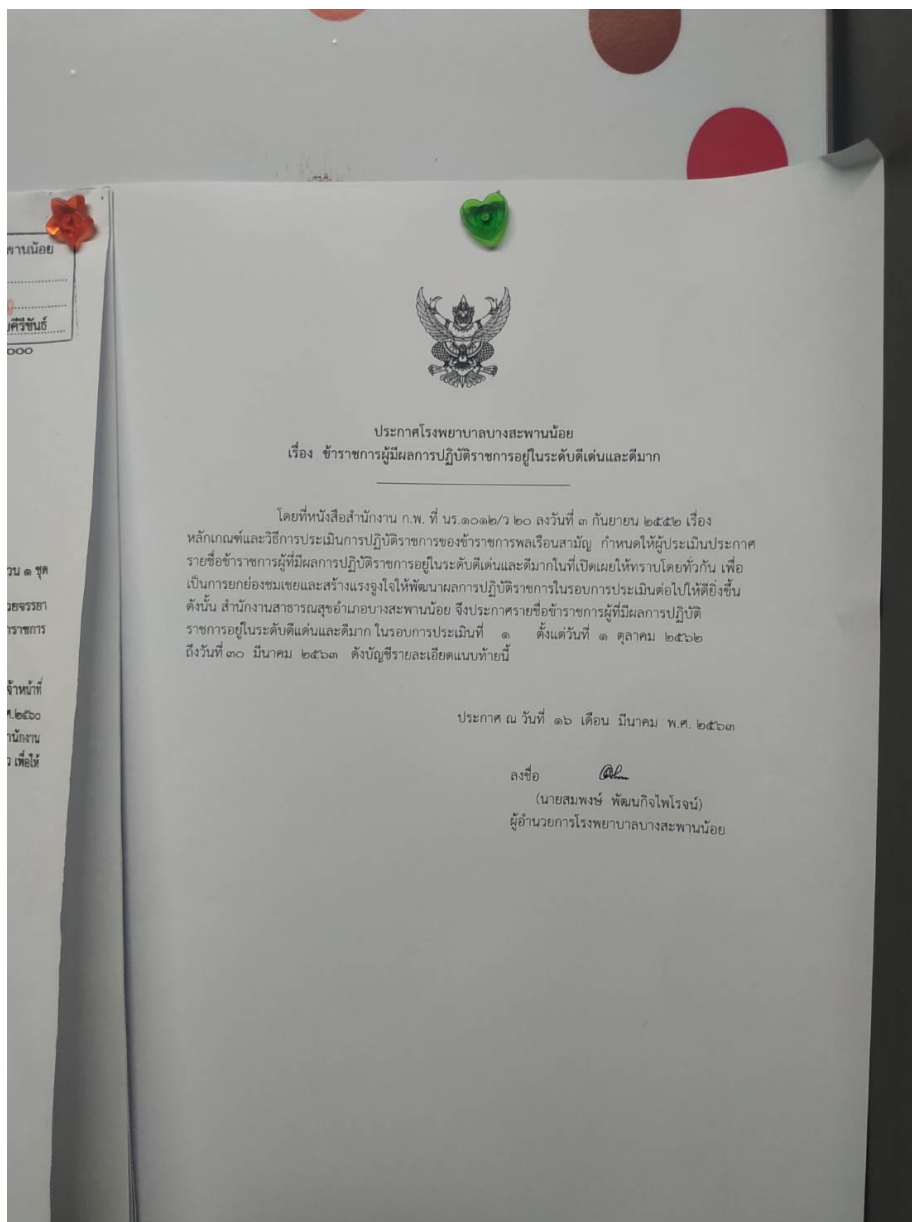 พานน้อย
ยศิริขันธ์
๐๐๐
วน ๑ ชุด
วยจรรยา
าราชการ
จ้าหน้าที่
ศ.๒๕๖๐
านักงาน
ว เพื่อให้
ประกาศโรงพยาบาลบางสะพานน้อย
เรื่อง ข้าราชการผู้มีผลการปฏิบัติราชการอยู่ในระดับดีเด่นและดีมาก
โดยที่หนังสือสำนักงาน ก.พ. ที่ นร.๑๐๑๒/ว ๒๐ ลงวันที่ ๓ กันยายน ๒๕๕๒ เรื่อง
หลักเกณฑ์และวิธีการประเมินการปฏิบัติราชการของข้าราชการพลเรือนสามัญ กำหนดให้ผู้ประเมินประกาศ
รายชื่อข้าราชการผู้ที่มีผลการปฏิบัติราชการอยู่ในระดับดีเด่นและดีมากในที่เปิดเผยให้ทราบโดยทั่วกัน เพื่อ
เป็นการยกย่องชมเชยและสร้างแรงจูงใจให้พัฒนาผลการปฏิบัติราชการในรอบการประเมินต่อไปให้ดียิ่งขึ้น
ดังนั้น สำนักงานสาธารณสุขอำเภอบางสะพานน้อย จึงประกาศรายชื่อข้าราชการผู้ที่มีผลการปฏิบัติ
ราชการอยู่ในระดับดีเด่นและดีมาก ในรอบการประเมินที่ ๑ ตั้งแต่วันที่ ๑ ตุลาคม ๒๕๖๒
ถึงวันที่ ๓๐ มีนาคม ๒๕๖๓ ดังบัญชีรายละเอียดแนบท้ายนี้
ประกาศ ณ วันที่ ๑๖ เดือน มีนาคม พ.ศ. ๒๕๖๓
ลงชื่อ
(นายสมพงษ์ พัฒนกิจไพโรจน์)
ผู้อำนวยการโรงพยาบาลบางสะพานน้อย